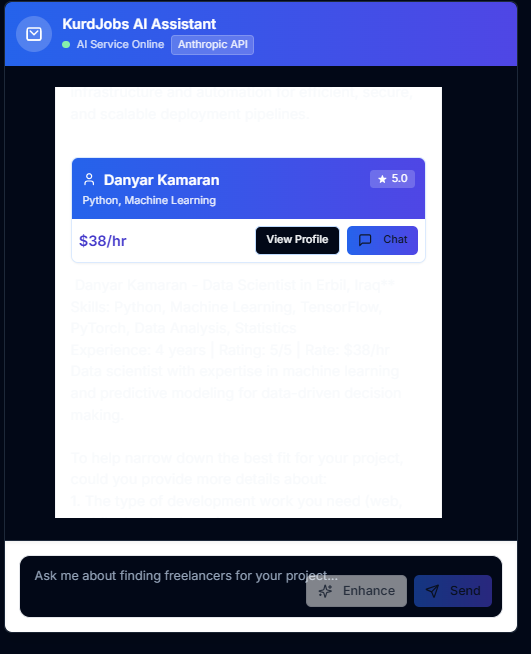 KurdJobs AI Assistant
AI Service Online Anthropic API
and scalable deployment pipelines.
Danyar Kamaran 5.0
Python, Machine Learning
$38/hr View Profile Chat
Danyar Kamaran – Data Scientist in Erbil, Iraq**
Skills: Python, Machine Learning, TensorFlow,
PyTorch, Data Analysis, Statistics
Experience: 4 years | Rating: 5/5 | Rate: $38/hr
Data scientist with expertise in machine learning
and predictive modeling for data-driven decision
making.
To help narrow down the best fit for your project,
could you provide more details about:
1. The type of development work you need (web,
Ask me about finding freelancers for your project...
Enhance Send